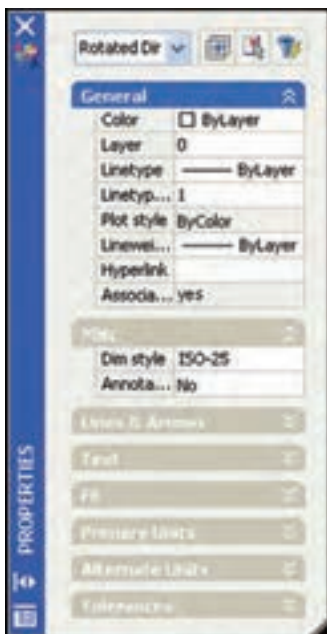 Rotated Dir
General
Color ByLayer
Layer 0
Linetype ByLayer
Linetyp... 1
Plot style ByColor
Linewei... ByLayer
Hyperlink
Associa... yes
Misc
Dim style ISO-25
Annota... No
Lines & Arrows
Text
Fit
Primary Units
Alternate Units
Tolerances
PROPERTIES